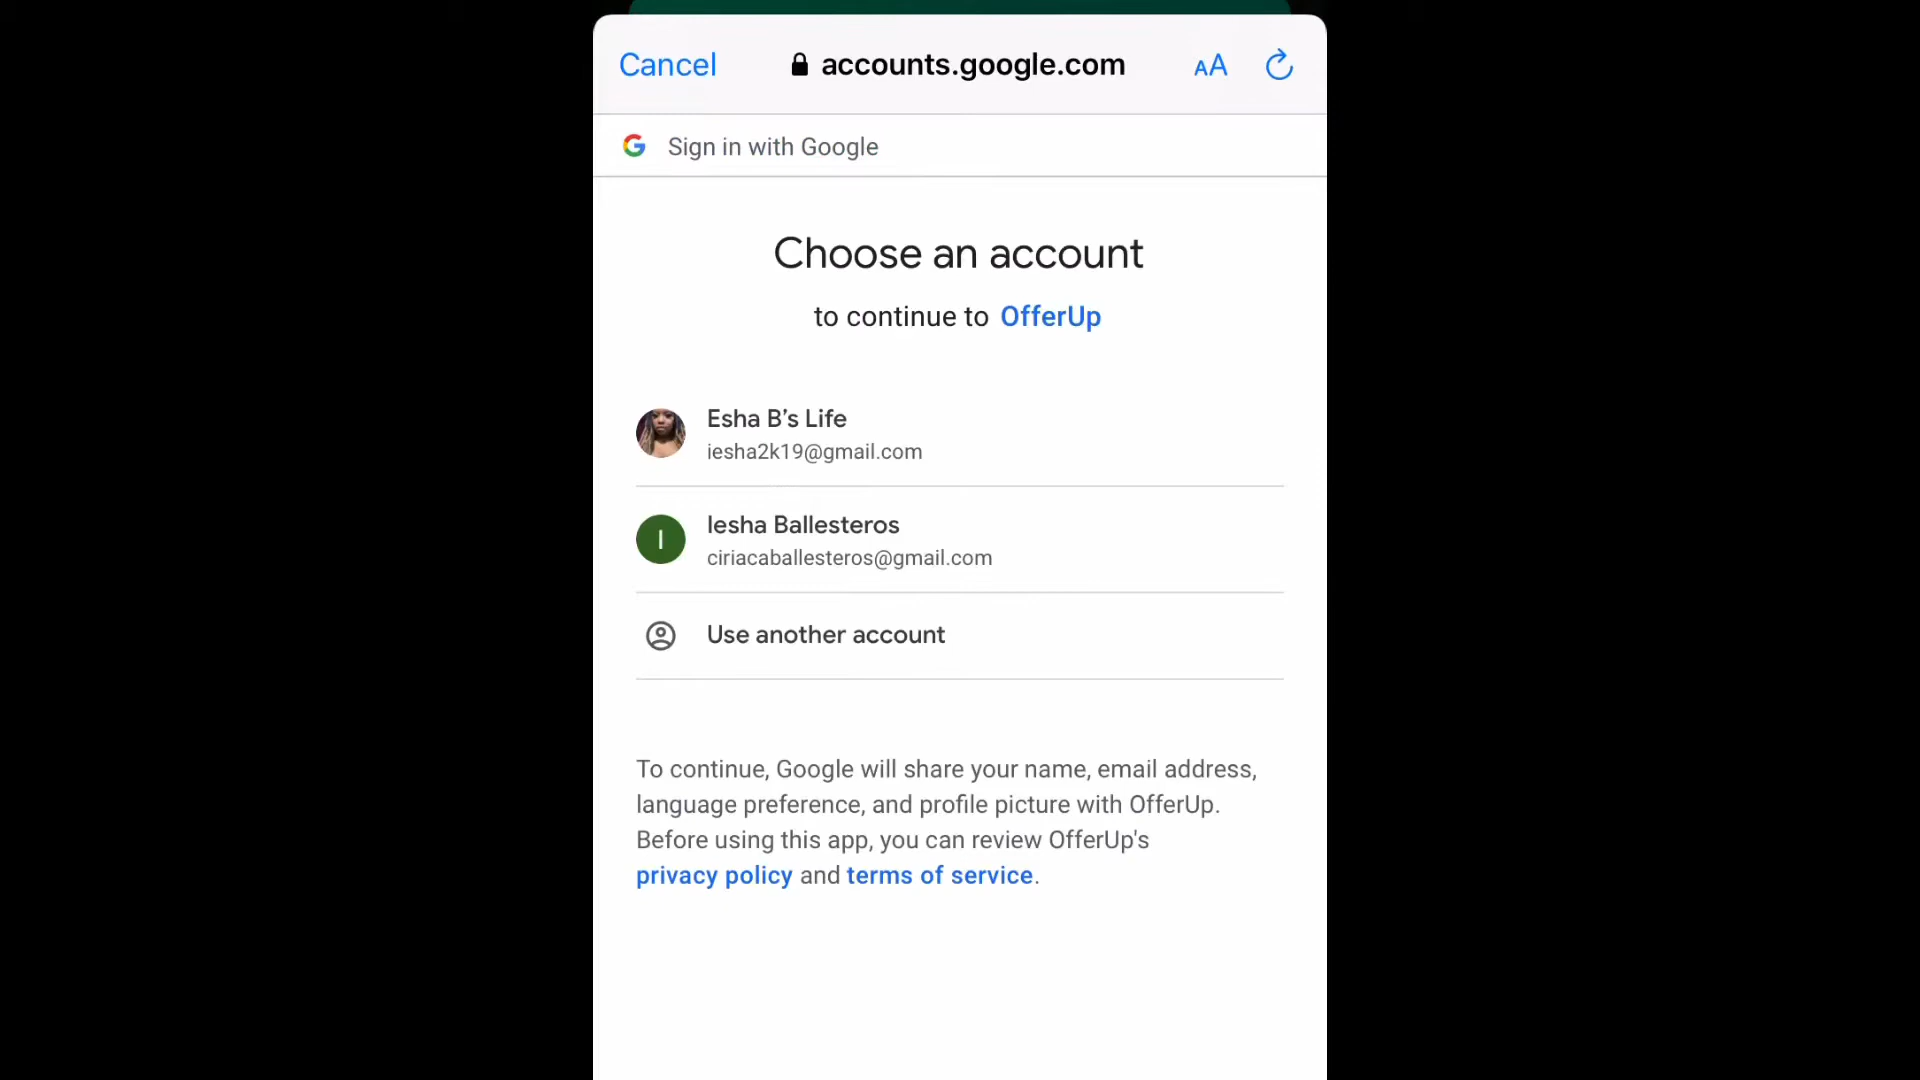 Cancel
accounts.google.com
AA
Sign in with Google
Choose an account
to continue to OfferUp
Esha B’s Life
iesha2k19@gmail.com
I
Iesha Ballesteros
ciriacaballesteros@gmail.com
Use another account
To continue, Google will share your name, email address,
language preference, and profile picture with OfferUp.
Before using this app, you can review OfferUp's
privacy policy and terms of service.